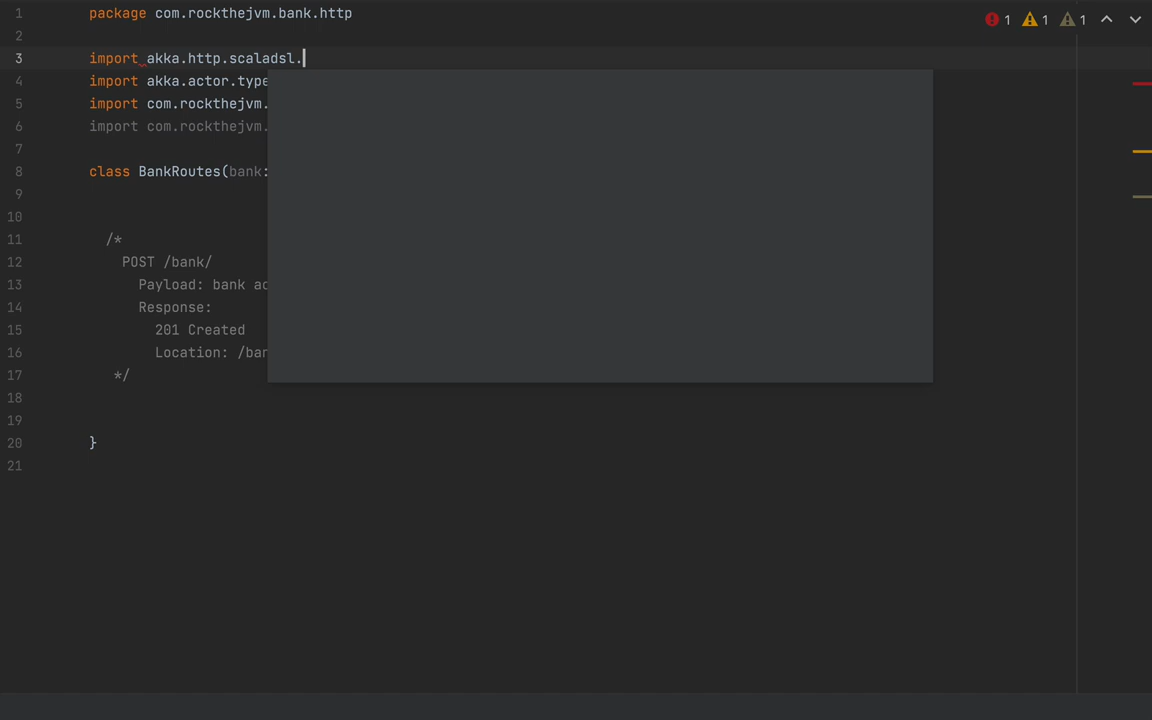 1 package com.rockthejvm.bank.http
1 1 1
2
3 import akka.http.scaladsl.
4 import akka.actor.type
5 import com.rockthejvm.
6 import com.rockthejvm.
7
8 class BankRoutes(bank:
9
10
11 /*
12 POST /bank/
13 Payload: bank ac
14 Response:
15 201 Created
16 Location: /ban
17 */
18
19
20 }
21